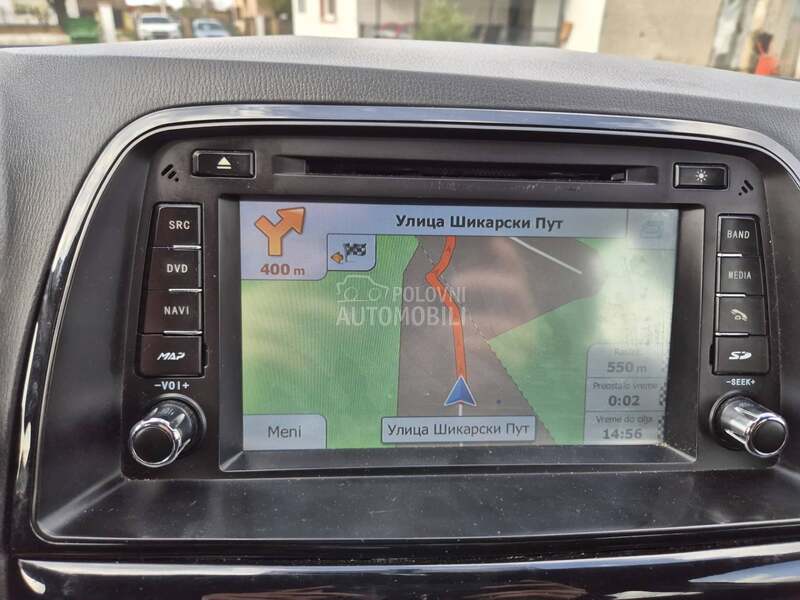 SRC
DVD
NAVI
MAP
-VOL+
BAND
MEDIA
SD
-SEEK+
Улица Шикарски Пут
400 m
POLOVNI
AUTOMOBILI
550 m
Preostalo vreme
0:02
Vreme do cilja
14:56
Meni
Улица Шикарски Пут